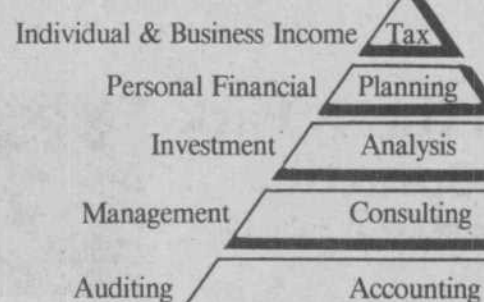 Individual & Business Income Tax
Personal Financial Planning
Investment Analysis
Management Consulting
Auditing Accounting